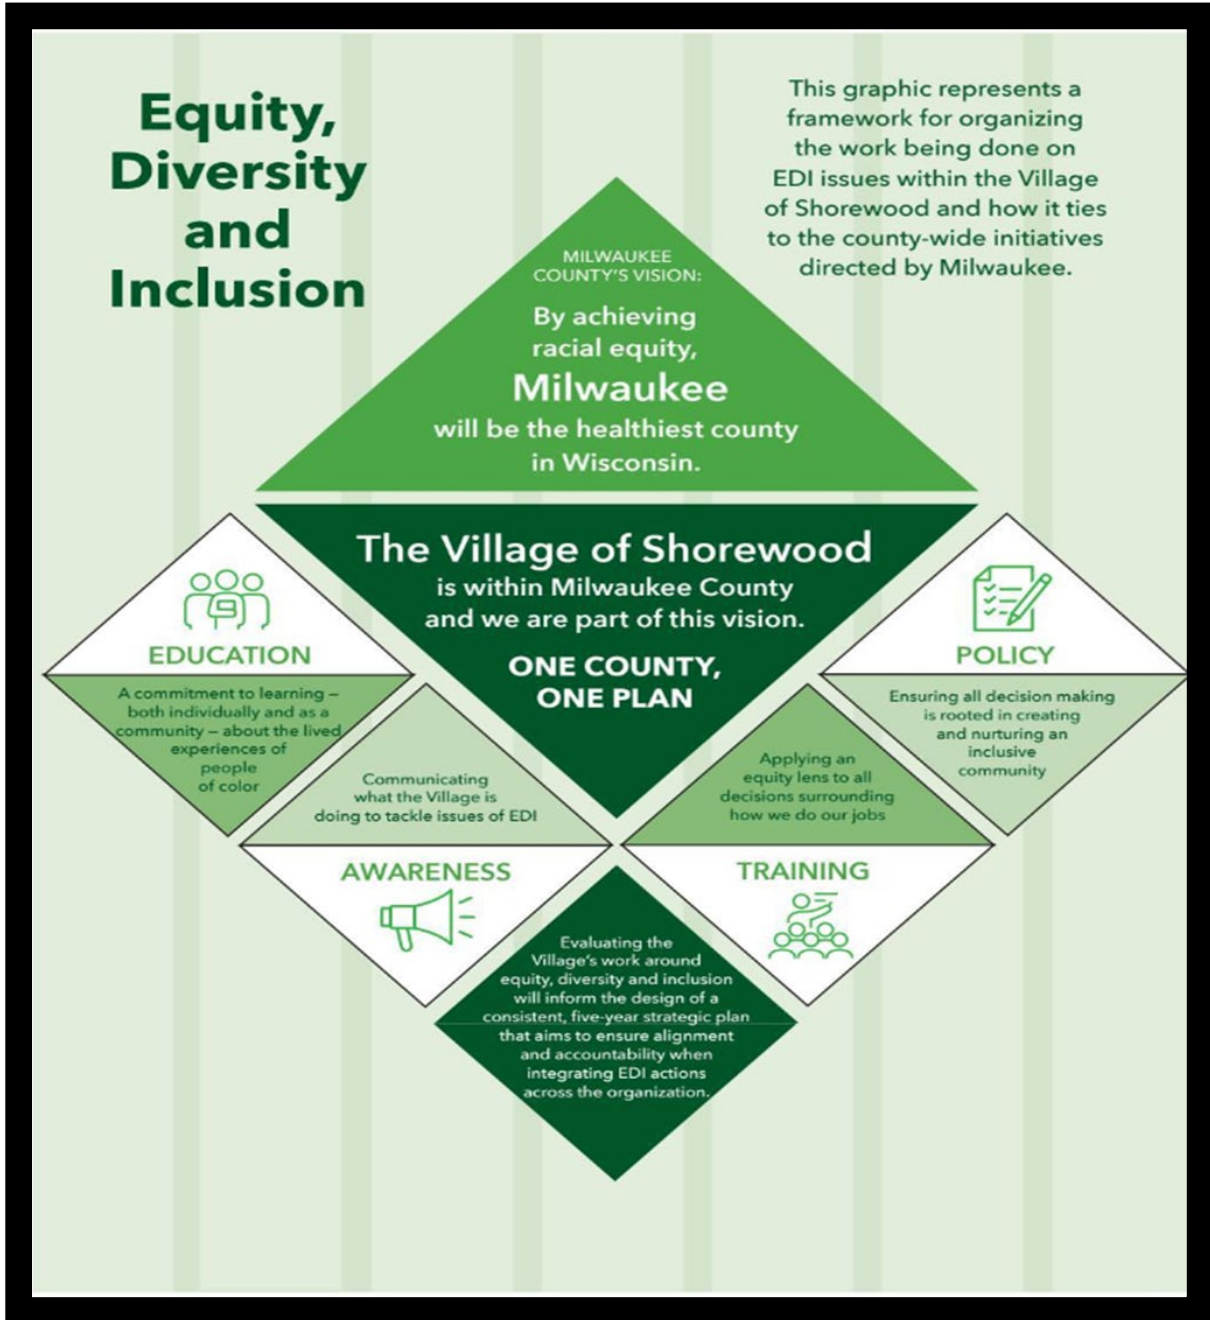 Equity,
Diversity
and
Inclusion
This graphic represents a
framework for organizing
the work being done on
EDI issues within the Village
of Shorewood and how it ties
to the county-wide initiatives
directed by Milwaukee.
MILWAUKEE
COUNTY'S VISION:
By achieving
racial equity,
Milwaukee
will be the healthiest county
in Wisconsin.
The Village of Shorewood
is within Milwaukee County
and we are part of this vision.
ONE COUNTY,
ONE PLAN
EDUCATION
A commitment to learning –
both individually and as a
community – about the lived
experiences of
people
of color
Communicating
what the Village is
doing to tackle issues of EDI
AWARENESS
Applying an
equity lens to all
decisions surrounding
how we do our jobs
TRAINING
POLICY
Ensuring all decision making
is rooted in creating
and nurturing an
inclusive
community
Evaluating the
Village's work around
equity, diversity and inclusion
will inform the design of a
consistent, five-year strategic plan
that aims to ensure alignment
and accountability when
integrating EDI actions
across the organization.